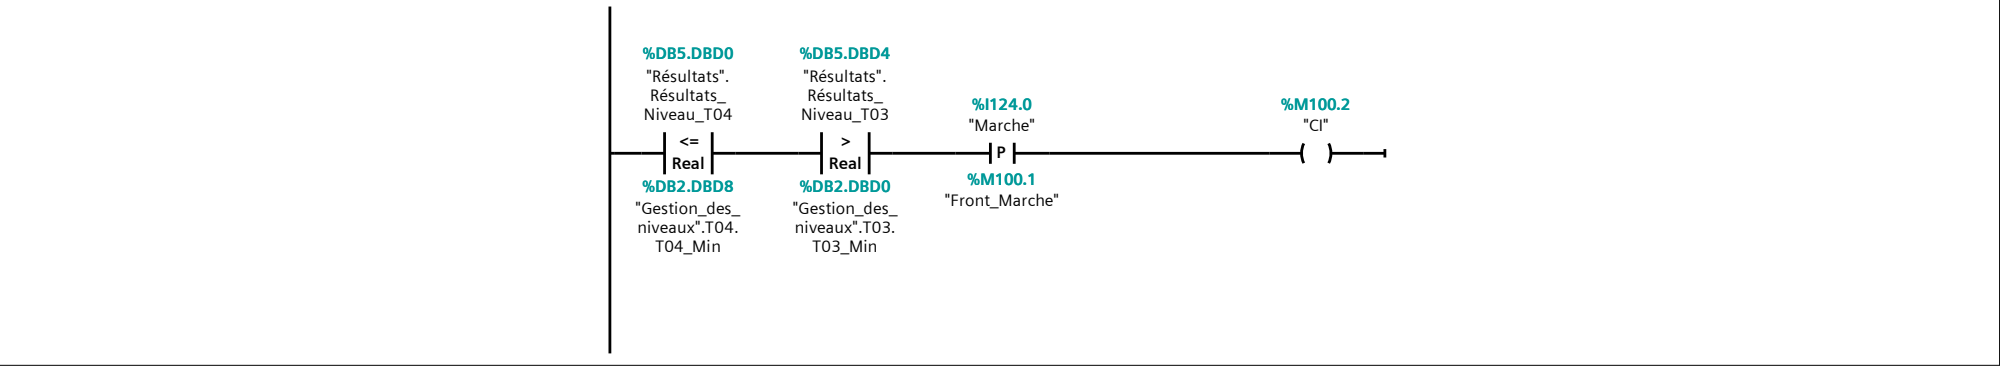 %DB5.DBD0
"Résultats".
Résultats_
Niveau_T04
<=
Real
%DB2.DBD8
"Gestion_des_
niveaux".T04.
T04_Min
%DB5.DBD4
"Résultats".
Résultats_
Niveau_T03
>
Real
%DB2.DBD0
"Gestion_des_
niveaux".T03.
T03_Min
%I124.0
"Marche"
P
%M100.1
"Front_Marche"
%M100.2
"CI"